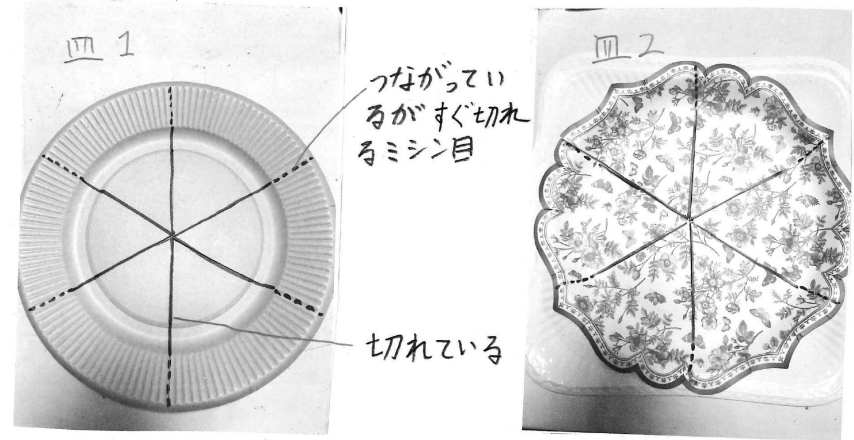 皿1
皿2
つながってい
るがすぐ切れ
るミシン目
切れている